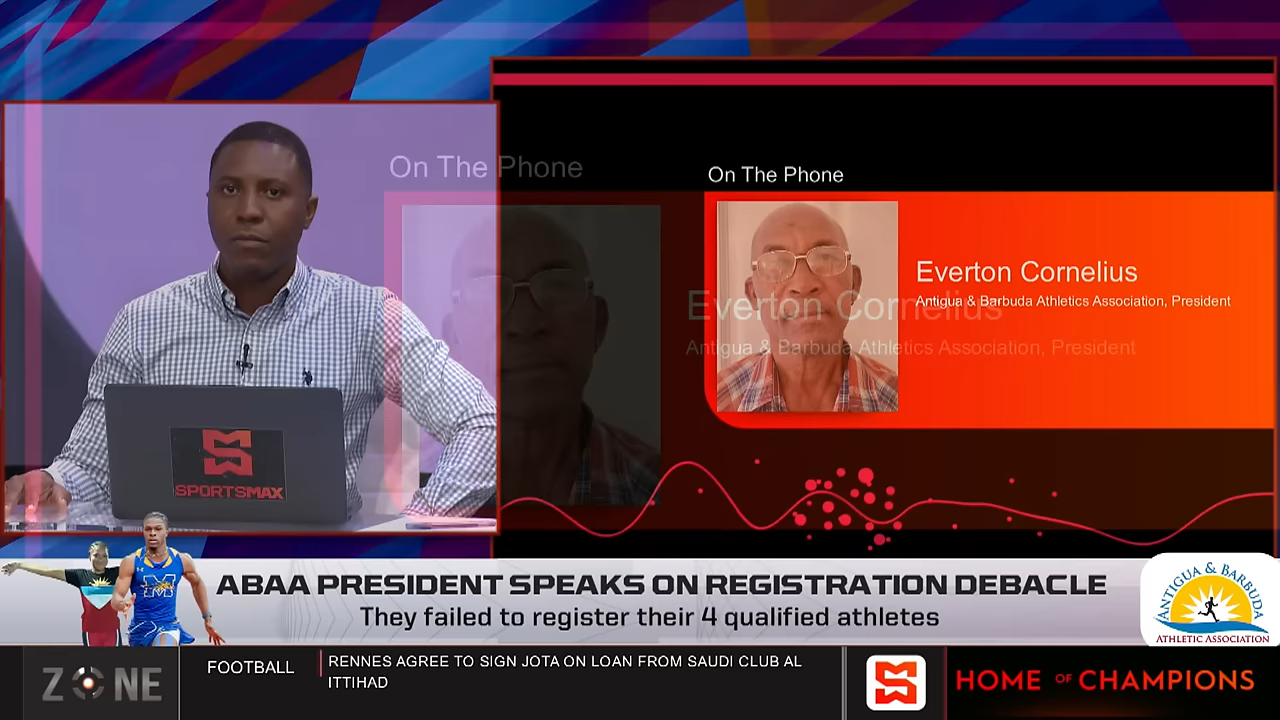 On The Phone
On The Phone
Everton Cornelius
Antigua & Barbuda Athletics Association, President
Everton Cornelius
Antigua & Barbuda Athletics Association, President
SPORTSMAX
M
ABAA PRESIDENT SPEAKS ON REGISTRATION DEBACLE
They failed to register their 4 qualified athletes
ANTIGUA & BARBUDA
ATHLETIC ASSOCIATION
ZONE
FOOTBALL
RENNES AGREE TO SIGN JOTA ON LOAN FROM SAUDI CLUB AL
ITTIHAD
HOME OF CHAMPIONS